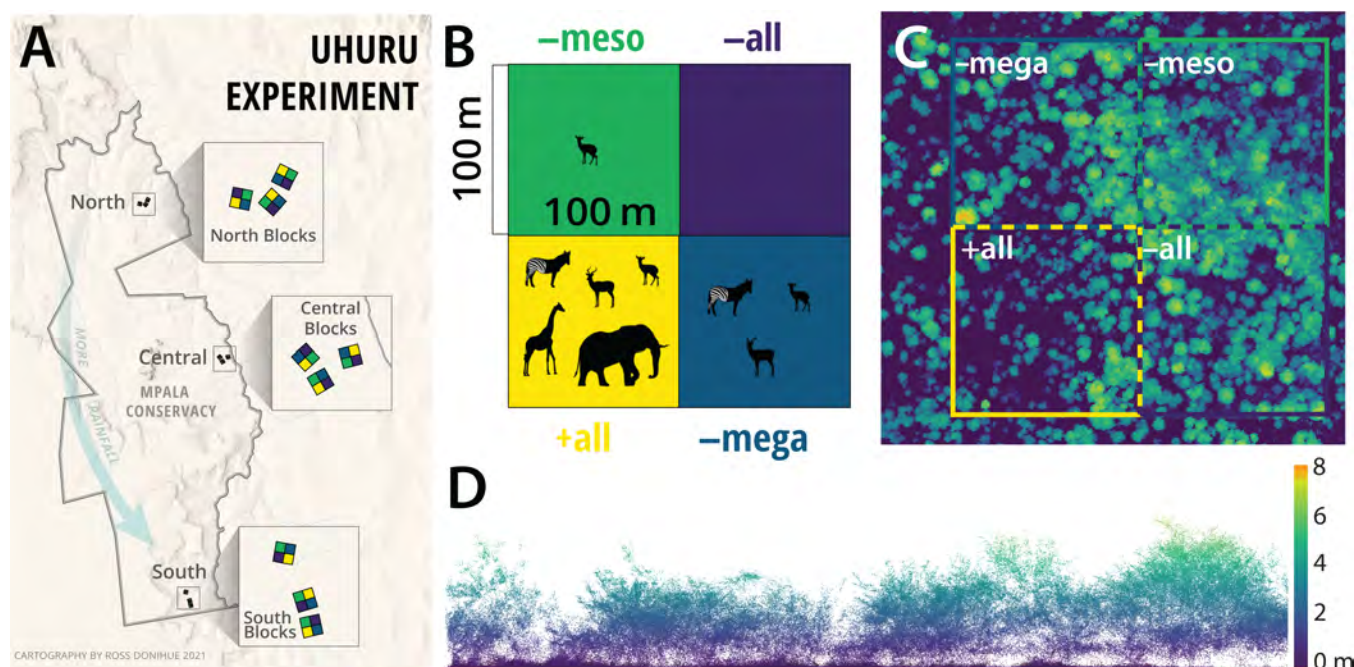 A
UHURU
EXPERIMENT
North
North Blocks
Central
Blocks
Central
MPALA
CONSERVACY
MORE
RAINFALL
South
South
Blocks
CARTOGRAPHY BY ROSS DONIHUE 2021
B
–meso
–all
100 m
100 m
+all
–mega
C
–mega
–meso
+all
–all
D
8
6
4
2
0 m